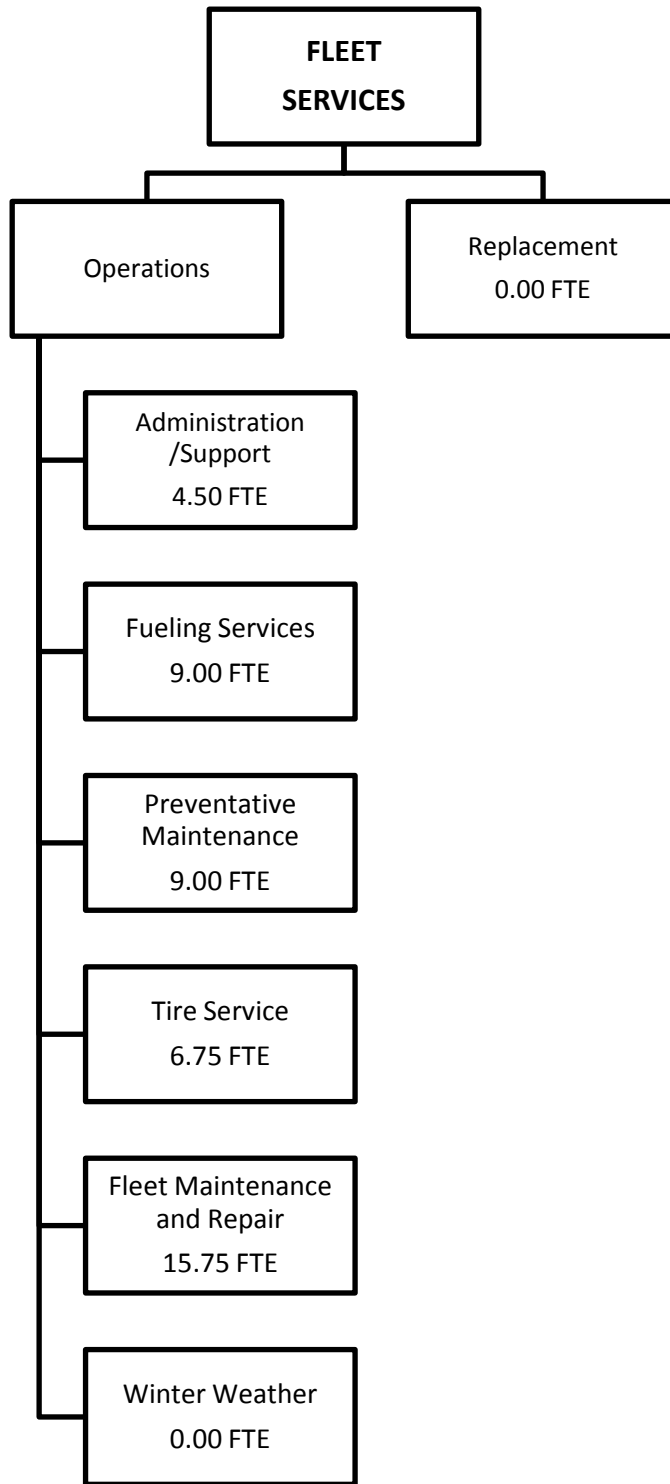 FLEET
SERVICES
Operations
Replacement
0.00 FTE
Administration
/Support
4.50 FTE
Fueling Services
9.00 FTE
Preventative
Maintenance
9.00 FTE
Tire Service
6.75 FTE
Fleet Maintenance
and Repair
15.75 FTE
Winter Weather
0.00 FTE